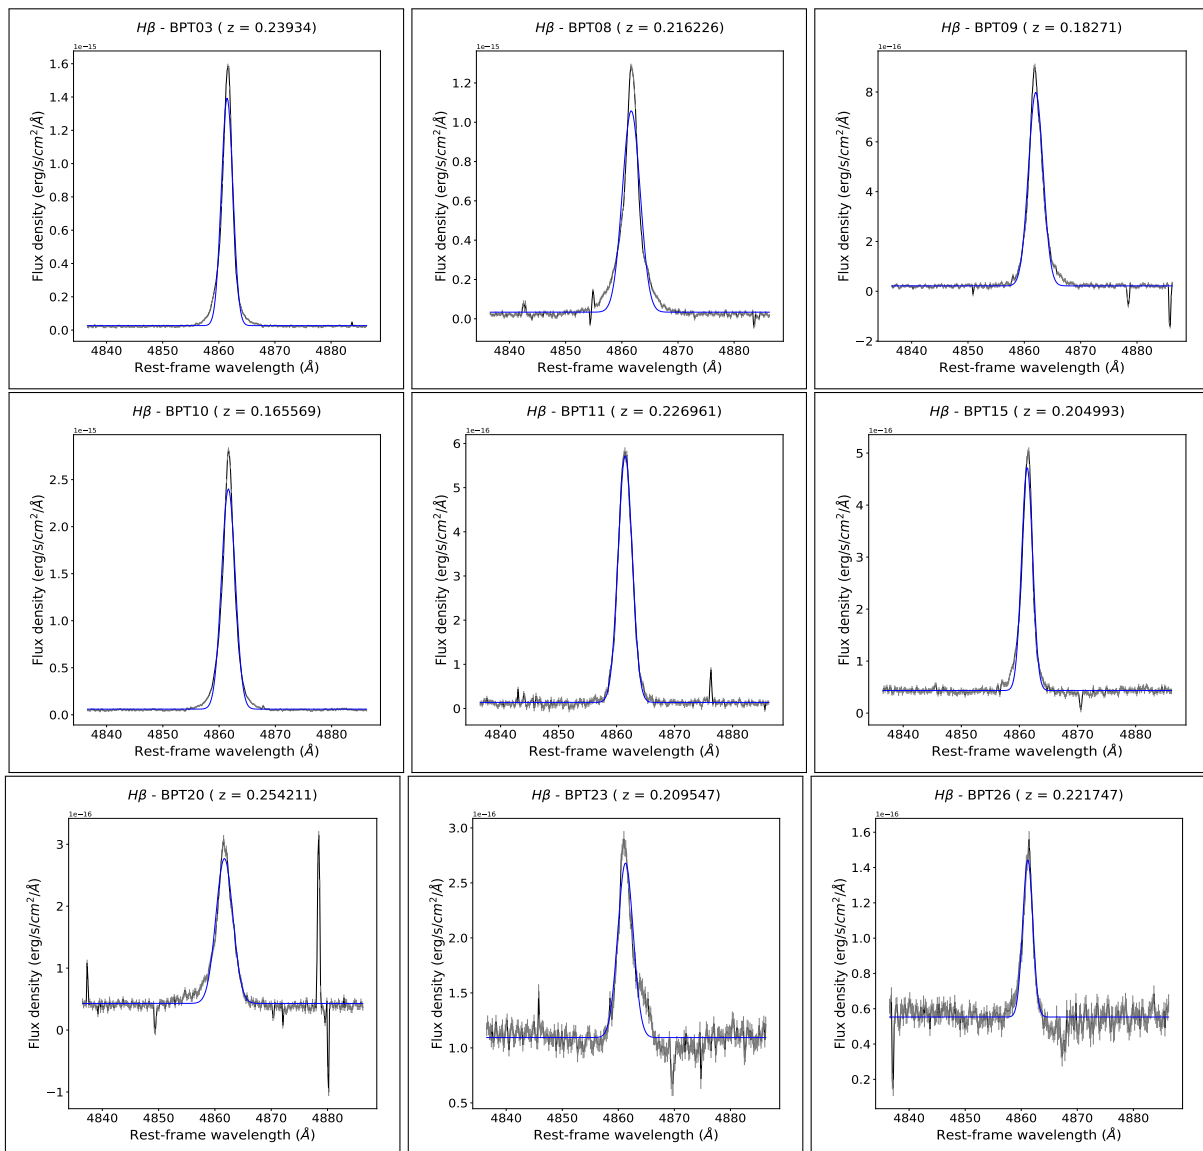 Hβ - BPT03 ( z = 0.23934)
1e−15
Flux density (erg/s/cm²/Å)
1.6
1.4
1.2
1.0
0.8
0.6
0.4
0.2
0.0
4840 4850 4860 4870 4880
Rest-frame wavelength (Å)
Hβ - BPT08 ( z = 0.216226)
1e−15
Flux density (erg/s/cm²/Å)
1.2
1.0
0.8
0.6
0.4
0.2
0.0
4840 4850 4860 4870 4880
Rest-frame wavelength (Å)
Hβ - BPT09 ( z = 0.18271)
1e−16
Flux density (erg/s/cm²/Å)
8
6
4
2
0
−2
4840 4850 4860 4870 4880
Rest-frame wavelength (Å)
Hβ - BPT10 ( z = 0.165569)
1e−15
Flux density (erg/s/cm²/Å)
2.5
2.0
1.5
1.0
0.5
0.0
4840 4850 4860 4870 4880
Rest-frame wavelength (Å)
Hβ - BPT11 ( z = 0.226961)
1e−16
Flux density (erg/s/cm²/Å)
6
5
4
3
2
1
0
4840 4850 4860 4870 4880
Rest-frame wavelength (Å)
Hβ - BPT15 ( z = 0.204993)
1e−16
Flux density (erg/s/cm²/Å)
5
4
3
2
1
0
4840 4850 4860 4870 4880
Rest-frame wavelength (Å)
Hβ - BPT20 ( z = 0.254211)
1e−16
Flux density (erg/s/cm²/Å)
3
2
1
0
−1
4840 4850 4860 4870 4880
Rest-frame wavelength (Å)
Hβ - BPT23 ( z = 0.209547)
1e−16
Flux density (erg/s/cm²/Å)
3.0
2.5
2.0
1.5
1.0
0.5
4840 4850 4860 4870 4880
Rest-frame wavelength (Å)
Hβ - BPT26 ( z = 0.221747)
1e−16
Flux density (erg/s/cm²/Å)
1.6
1.4
1.2
1.0
0.8
0.6
0.4
0.2
4840 4850 4860 4870 4880
Rest-frame wavelength (Å)